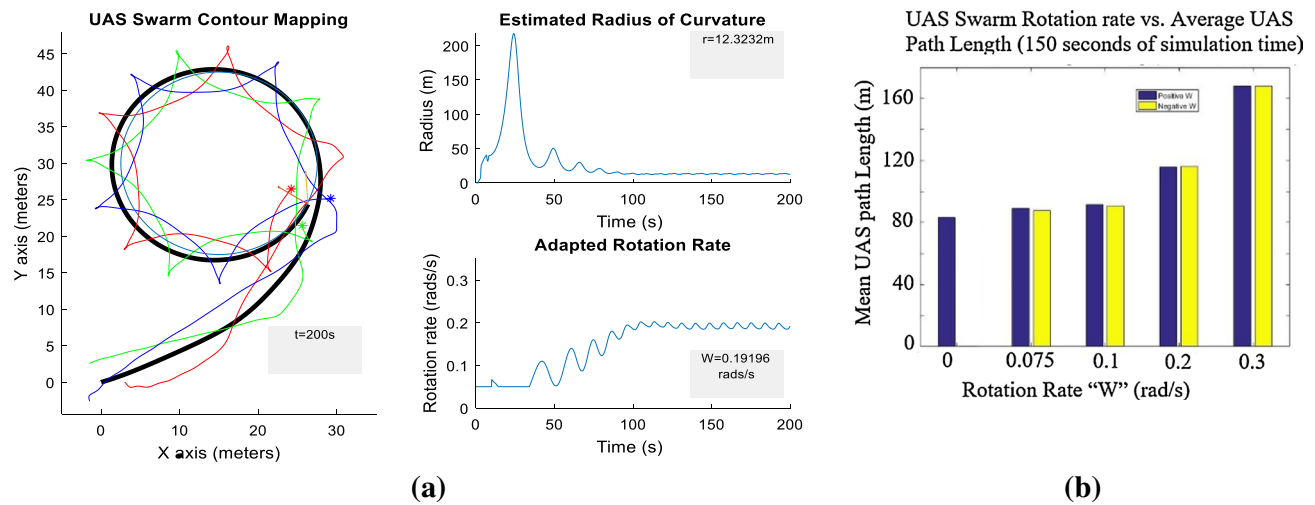 UAS Swarm Contour Mapping
45
40
35
30
25
20
15
10
5
0
Y axis (meters)
t=200s
0
10
20
30
X axis (meters)
Estimated Radius of Curvature
r=12.3232m
200
150
100
50
0
Radius (m)
0
50
100
150
200
Time (s)
Adapted Rotation Rate
0.3
0.2
0.1
0
Rotation rate (rads/s)
W=0.19196
rads/s
0
50
100
150
200
Time (s)
(a)
UAS Swarm Rotation rate vs. Average UAS
Path Length (150 seconds of simulation time)
Positive W
Negative W
160
120
80
40
0
Mean UAS path Length (m)
0
0.075
0.1
0.2
0.3
Rotation Rate “W” (rad/s)
(b)